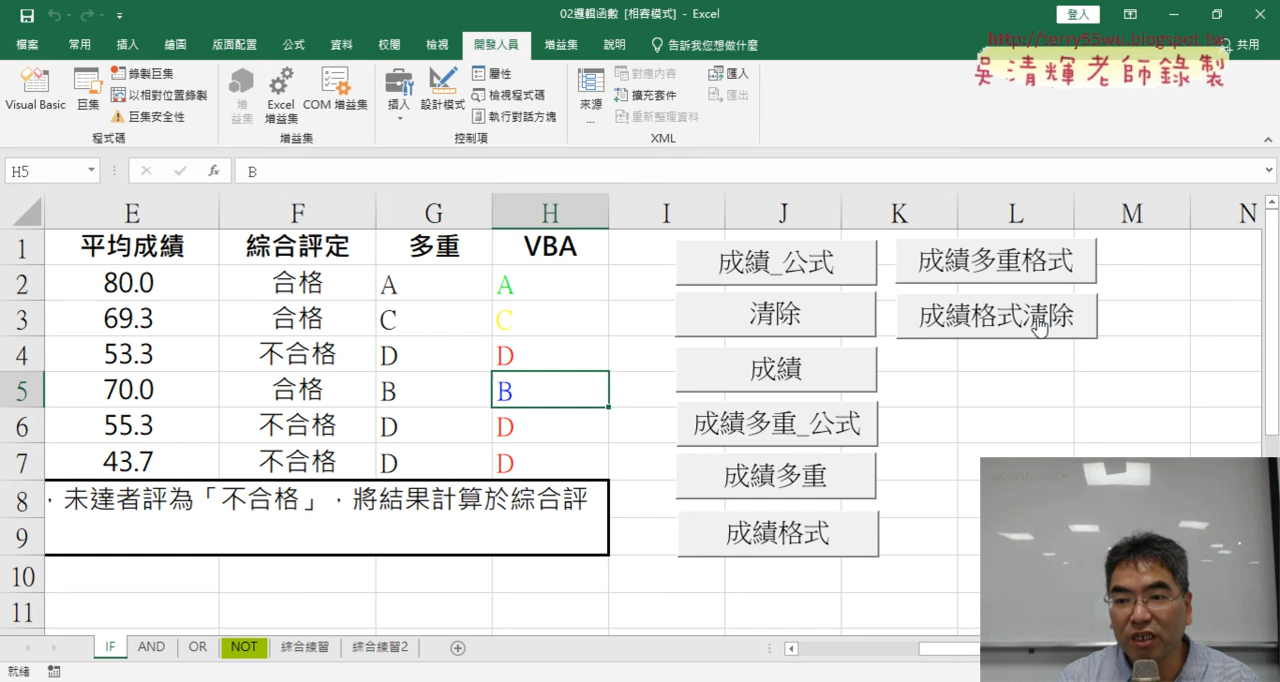 02邏輯函數 [相容模式] - Excel
登入
檔案 常用 插入 繪圖 版面配置 公式 資料 校閱 檢視 開發人員 增益集 說明 告訴我您想做什麼 共用
http://terry55wu.blogspot.tw
吳清輝老師錄製
Visual Basic 巨集 錄製巨集 以相對位置錄製 巨集安全性
增益集 Excel 增益集 COM 增益集
插入 設計模式 屬性 檢視程式碼 執行對話方塊
來源... 對應內容 擴充套件 重新整理資料 匯入 匯出
程式碼 增益集 控制項 XML
H5 fx B
E F G H I J K L M N
1 平均成績 綜合評定 多重 VBA
2 80.0 合格 A A
3 69.3 合格 C C
4 53.3 不合格 D D
5 70.0 合格 B B
6 55.3 不合格 D D
7 43.7 不合格 D D
8 ，未達者評為「不合格」，將結果計算於綜合評
9
10
11
成績_公式
清除
成績
成績多重_公式
成績多重
成績格式
成績多重格式
成績格式清除
IF AND OR NOT 綜合練習 綜合練習2
就緒